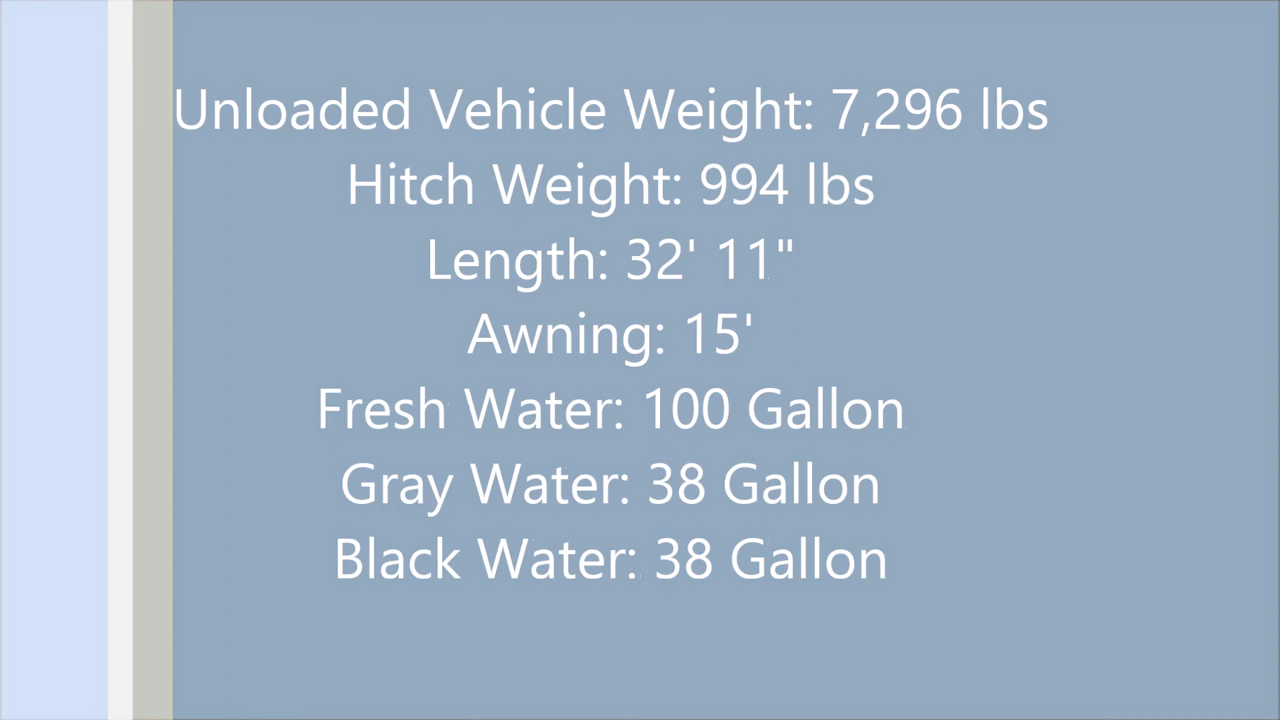 Unloaded Vehicle Weight: 7,296 lbs
Hitch Weight: 994 lbs
Length: 32' 11"
Awning: 15'
Fresh Water: 100 Gallon
Gray Water: 38 Gallon
Black Water: 38 Gallon